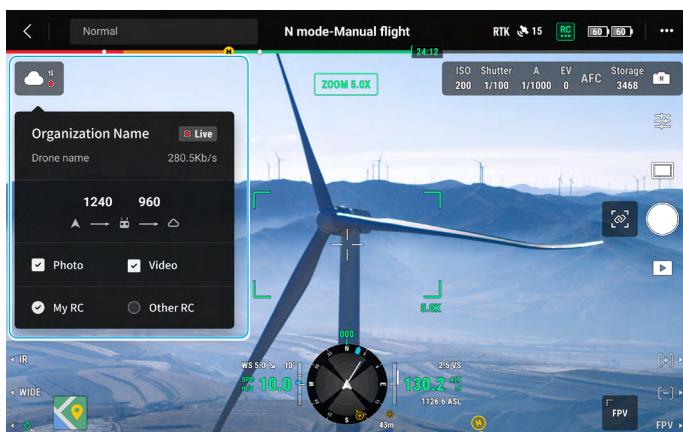 Normal
N mode-Manual flight
RTK 15 RC 60 60
H
24:12
ZOOM 5.0X
ISO Shutter A EV AFC Storage
200 1/100 1/1000 0 3468
M
Organization Name Live
Drone name 280.5Kb/s
1240 960
Photo Video
My RC Other RC
5.0X
000
IR
WS 5.0 10
N
2.5 VS
WIDE
SPD 10.0
W E
130.2 ALT
1126.6 ASL
S
H
43m
H
[+]
[-]
FPV
FPV